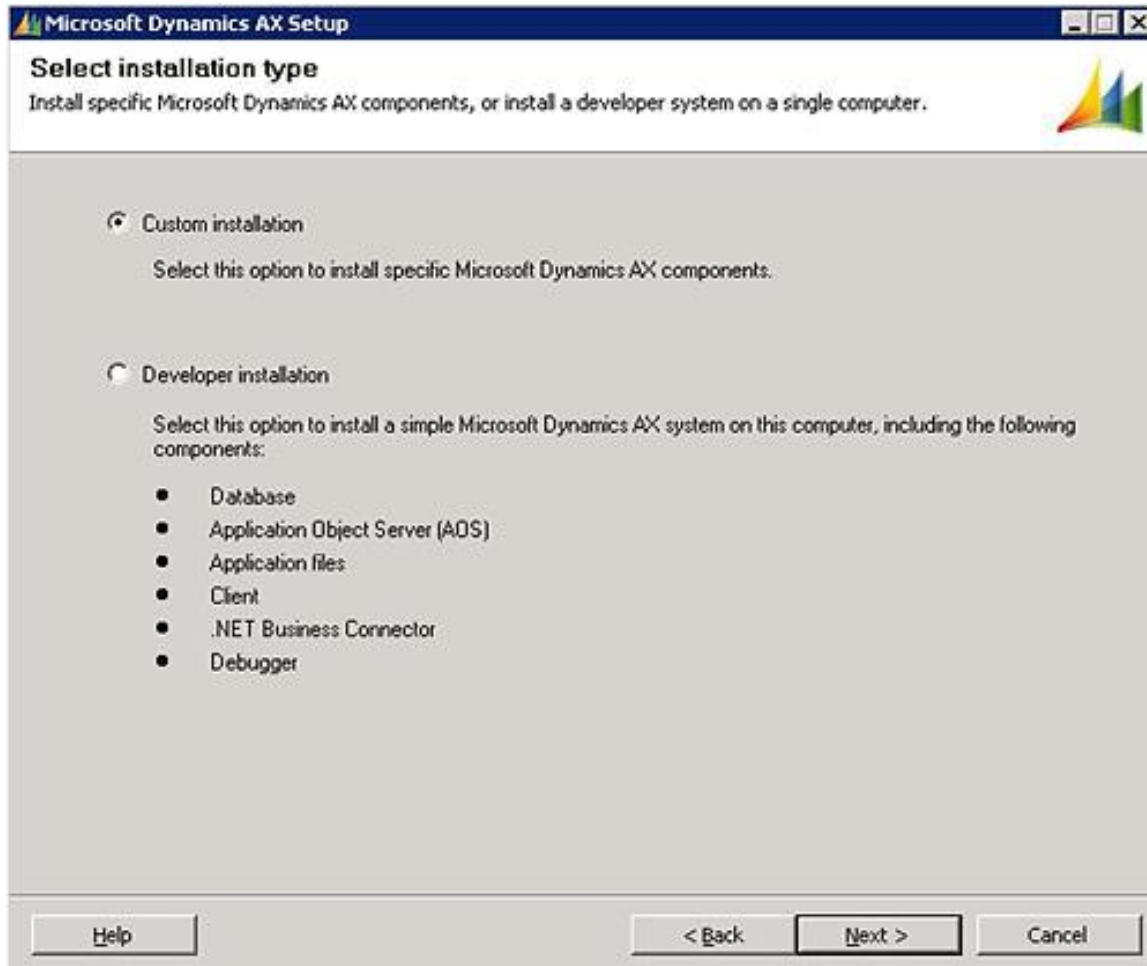 Microsoft Dynamics AX Setup
Select installation type
Install specific Microsoft Dynamics AX components, or install a developer system on a single computer.
Custom installation
Select this option to install specific Microsoft Dynamics AX components.
Developer installation
Select this option to install a simple Microsoft Dynamics AX system on this computer, including the following
components:
• Database
• Application Object Server (AOS)
• Application files
• Client
• .NET Business Connector
• Debugger
Help
< Back
Next >
Cancel